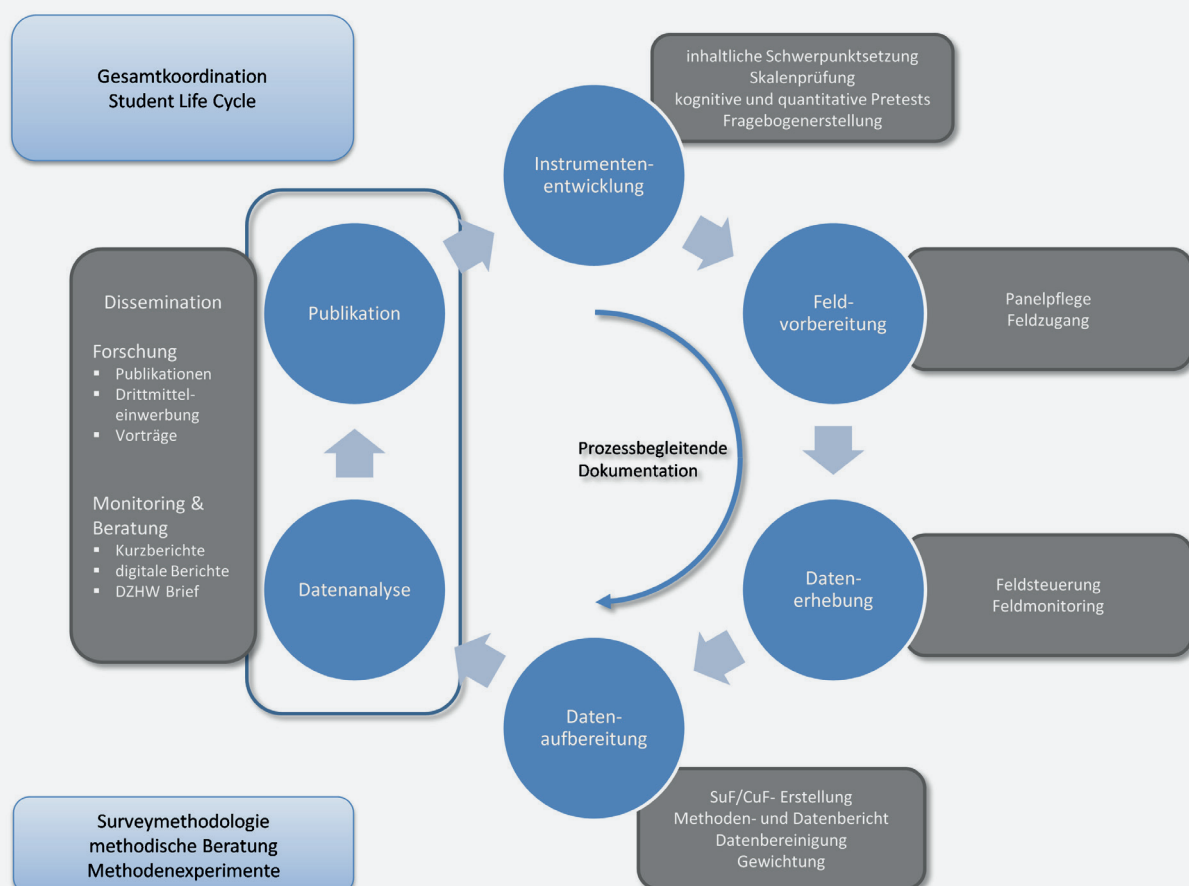 Gesamtkoordination
Student Life Cycle
inhaltliche Schwerpunktsetzung
Skalenprüfung
kognitive und quantitative Pretests
Fragebogenerstellung
Instrumenten-
entwicklung
Feld-
vorbereitung
Panelpflege
Feldzugang
Daten-
erhebung
Feldsteuerung
Feldmonitoring
Daten-
aufbereitung
SuF/CuF- Erstellung
Methoden- und Datenbericht
Datenbereinigung
Gewichtung
Datenanalyse
Publikation
Dissemination
Forschung
▪ Publikationen
▪ Drittmittel-
einwerbung
▪ Vorträge
Monitoring &
Beratung
▪ Kurzberichte
▪ digitale Berichte
▪ DZHW Brief
Prozessbegleitende
Dokumentation
Surveymethodologie
methodische Beratung
Methodenexperimente